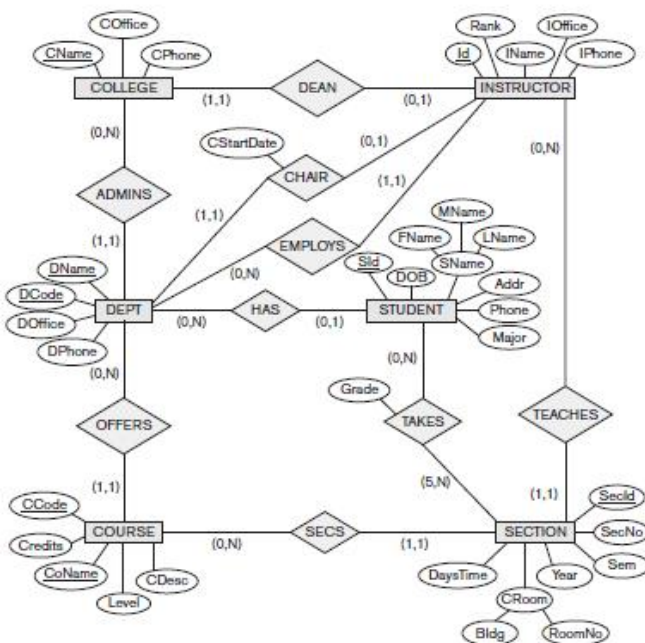 COffice
CName
CPhone
COLLEGE
Rank
IOffice
Id
IName
IPhone
DEAN
INSTRUCTOR
(1,1)
(0,1)
(0,N)
CStartDate
(0,1)
(0,N)
CHAIR
ADMINS
(1,1)
MName
(1,1)
FName
LName
(1,1)
EMPLOYS
DName
SId
SName
(0,N)
DOB
DCode
Addr
DEPT
HAS
STUDENT
DOffice
Phone
(0,N)
(0,1)
DPhone
Major
(0,N)
(0,N)
Grade
OFFERS
TAKES
TEACHES
(1,1)
(5,N)
(1,1)
CCode
SecId
COURSE
SECS
SECTION
SecNo
Credits
(0,N)
(1,1)
CoName
CDesc
DaysTime
Year
Sem
Level
CRoom
Bldg
RoomNo